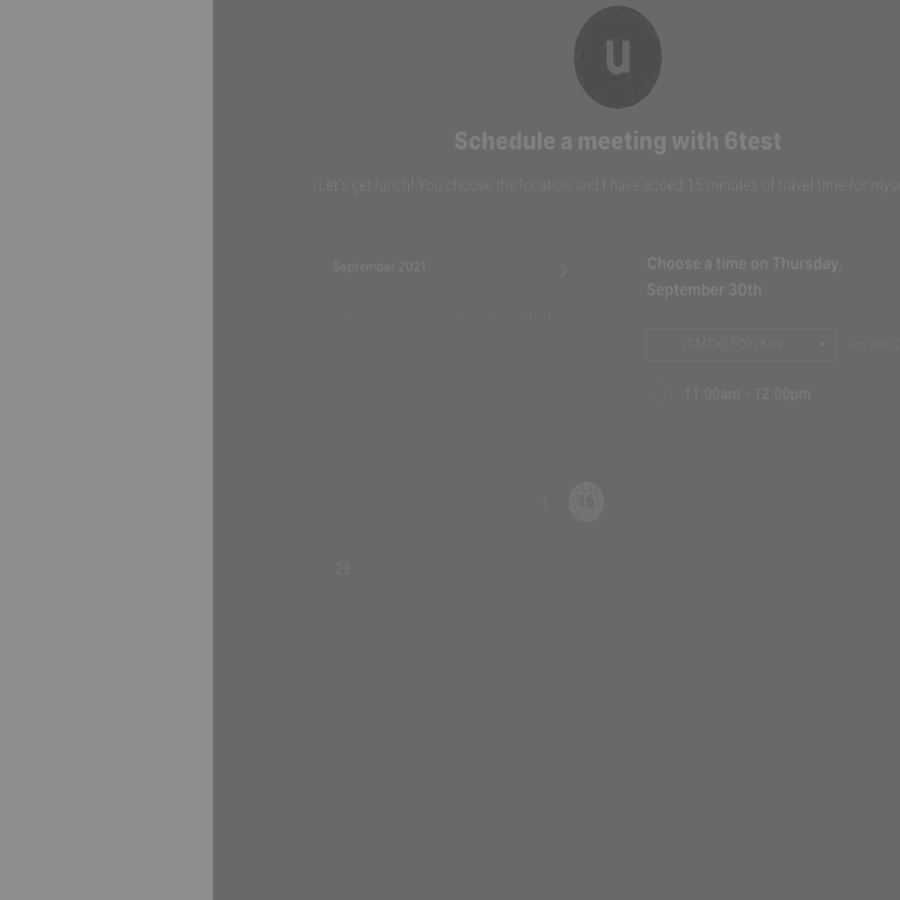 u
Schedule a meeting with 6test
Let's get lunch! You choose the location and I have added 15 minutes of travel time for
September 2021
Choose a time on Thursday,
September 30th
(GMT+03:00) Kiev
am pm
11:00am - 12:00pm
1
28